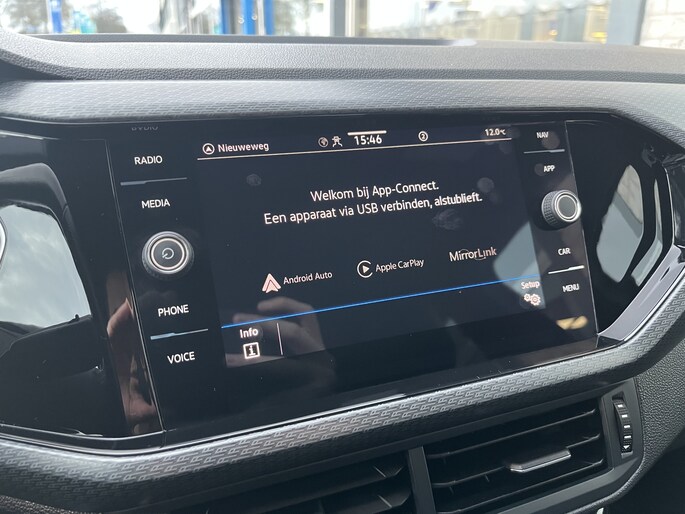 RADIO
MEDIA
PHONE
VOICE
Nieuweweg
15:46
2
12.0°C
Welkom bij App-Connect.
Een apparaat via USB verbinden, alstublieft.
Android Auto
Apple CarPlay
MirrorLink
Info
Setup
NAV
APP
CAR
MENU